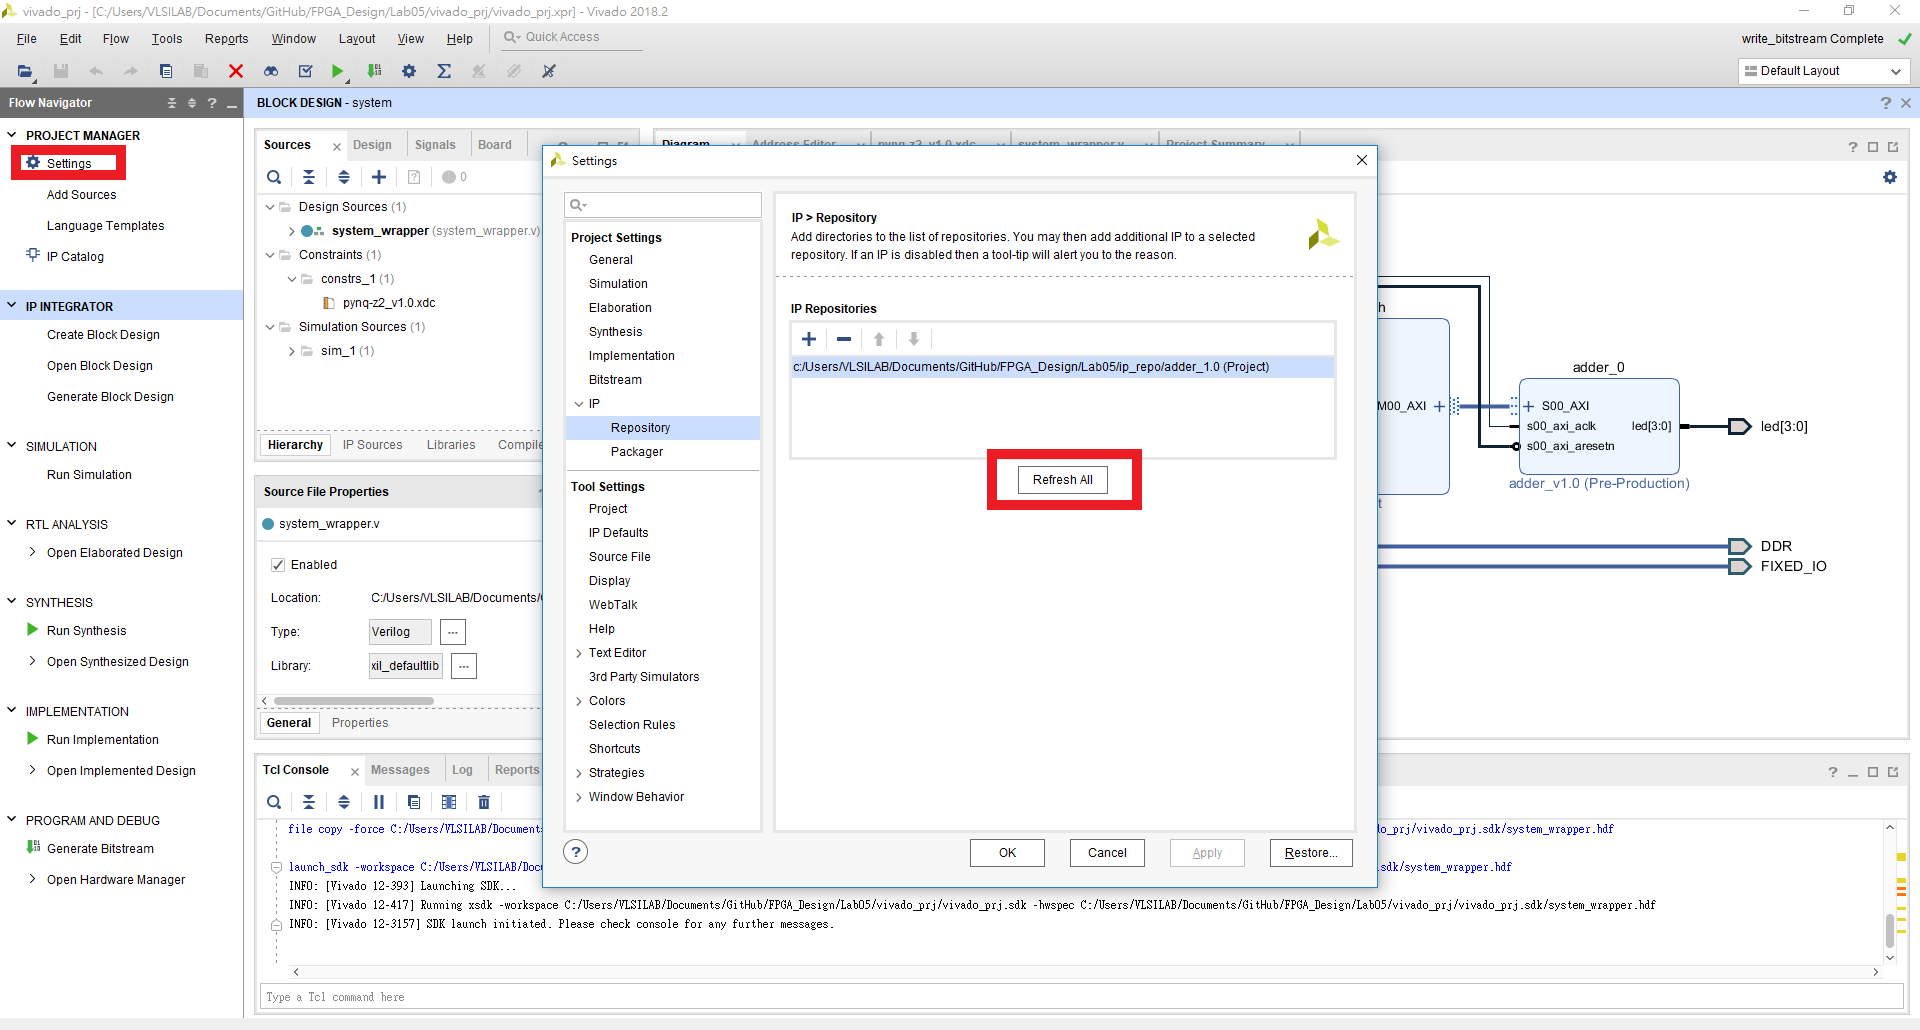 vivado_prj - [C:/Users/VLSILAB/Documents/GitHub/FPGA_Design/Lab05/vivado_prj/vivado_prj.xpr] - Vivado 2018.2
File Edit Flow Tools Reports Window Layout View Help Quick Access
write_bitstream Complete
Default Layout
Flow Navigator
PROJECT MANAGER
Settings
Add Sources
Language Templates
IP Catalog
IP INTEGRATOR
Create Block Design
Open Block Design
Generate Block Design
SIMULATION
Run Simulation
RTL ANALYSIS
Open Elaborated Design
SYNTHESIS
Run Synthesis
Open Synthesized Design
IMPLEMENTATION
Run Implementation
Open Implemented Design
PROGRAM AND DEBUG
Generate Bitstream
Open Hardware Manager
BLOCK DESIGN - system
Sources Design Signals Board
0
Design Sources (1)
system_wrapper (system_wrapper.v)
Constraints (1)
constrs_1 (1)
pynq-z2_v1.0.xdc
Simulation Sources (1)
sim_1 (1)
Hierarchy IP Sources Libraries Compile
Source File Properties
system_wrapper.v
Enabled
Location: C:/Users/VLSILAB/Documents/
Type: Verilog
Library: xil_defaultlib
General Properties
Diagram Address Editor pynq-z2_v1.0.xdc system_wrapper.v Project Summary
Settings
Project Settings
General
Simulation
Elaboration
Synthesis
Implementation
Bitstream
IP
Repository
Packager
Tool Settings
Project
IP Defaults
Source File
Display
WebTalk
Help
Text Editor
3rd Party Simulators
Colors
Selection Rules
Shortcuts
Strategies
Window Behavior
IP > Repository
Add directories to the list of repositories. You may then add additional IP to a selected
repository. If an IP is disabled then a tool-tip will alert you to the reason.
IP Repositories
c:/Users/VLSILAB/Documents/GitHub/FPGA_Design/Lab05/ip_repo/adder_1.0 (Project)
Refresh All
OK Cancel Apply Restore...
h
M00_AXI
t
adder_0
S00_AXI
s00_axi_aclk led[3:0]
s00_axi_aresetn
adder_v1.0 (Pre-Production)
led[3:0]
DDR
FIXED_IO
Tcl Console Messages Log Reports
file copy -force C:/Users/VLSILAB/Document do_prj/vivado_prj.sdk/system_wrapper.hdf
launch_sdk -workspace C:/Users/VLSILAB/Doc .sdk/system_wrapper.hdf
INFO: [Vivado 12-393] Launching SDK...
INFO: [Vivado 12-417] Running xsdk -workspace C:/Users/VLSILAB/Documents/GitHub/FPGA_Design/Lab05/vivado_prj/vivado_prj.sdk -hwspec C:/Users/VLSILAB/Documents/GitHub/FPGA_Design/Lab05/vivado_prj/vivado_prj.sdk/system_wrapper.hdf
INFO: [Vivado 12-3157] SDK launch initiated. Please check console for any further messages.
Type a Tcl command here